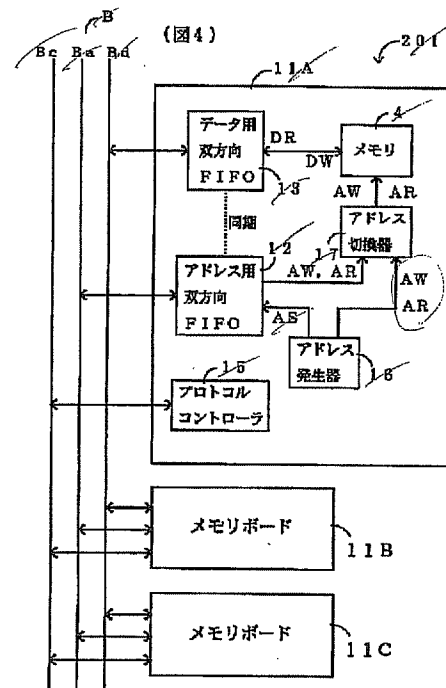 (図4)
B
Bc Ba Bd
201
11A
データ用
双方向
FIFO
13
DR
DW
4
メモリ
AW AR
同期
アドレス
切換器
17
12
アドレス用
双方向
FIFO
AW, AR
AW
AR
AS
アドレス
発生器
16
15
プロトコル
コントローラ
メモリボード
11B
メモリボード
11C